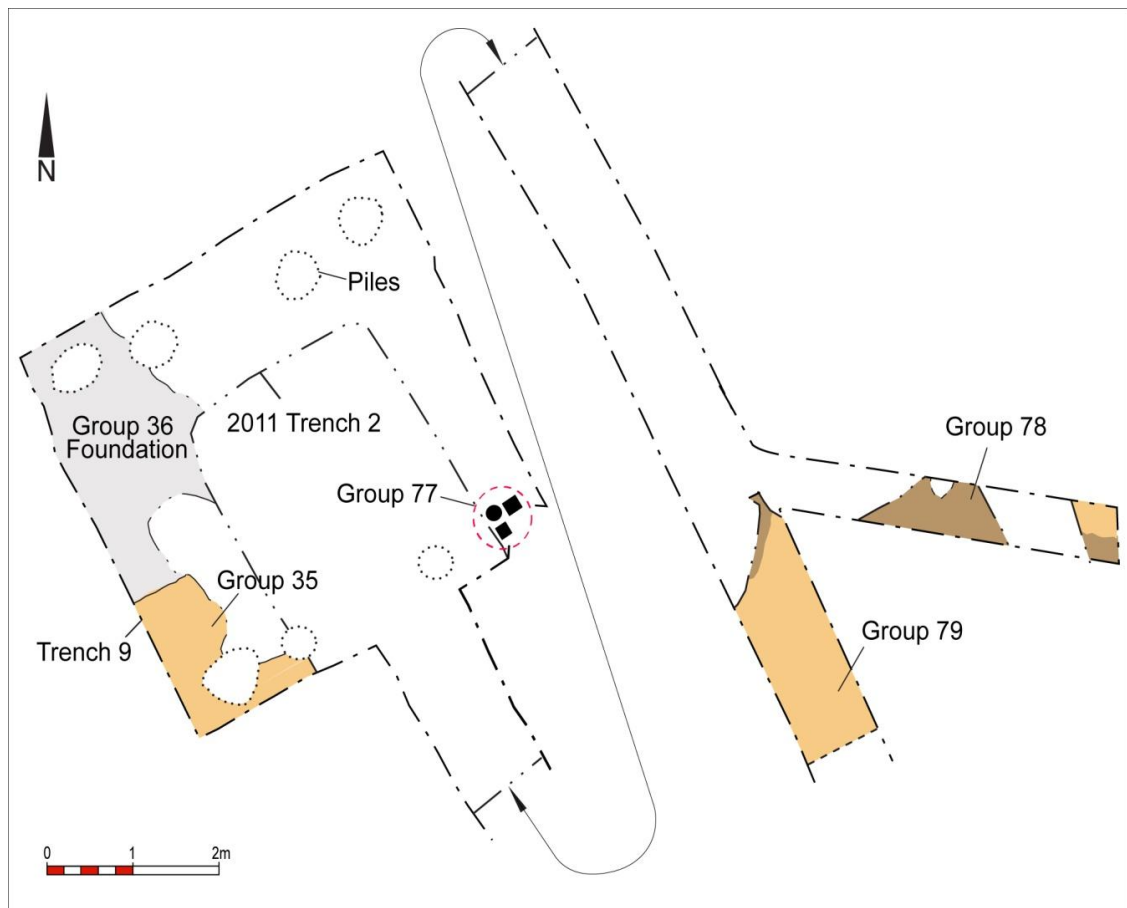 N
Piles
Group 36
Foundation
2011 Trench 2
Group 78
Group 77
Group 35
Group 79
Trench 9
0
1
2m